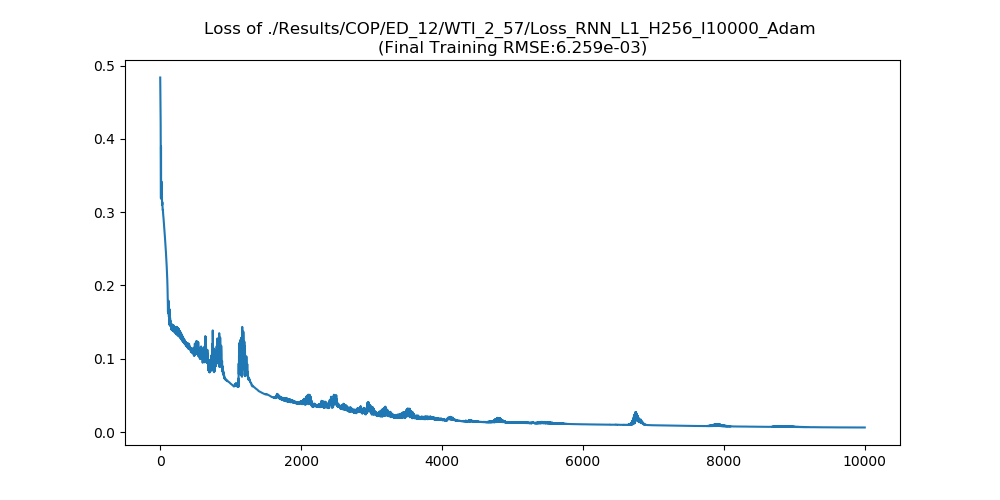 Loss of ./Results/COP/ED_12/WTI_2_57/Loss_RNN_L1_H256_I10000_Adam
(Final Training RMSE:6.259e-03)
0.5
0.4
0.3
0.2
0.1
0.0
0 2000 4000 6000 8000 10000